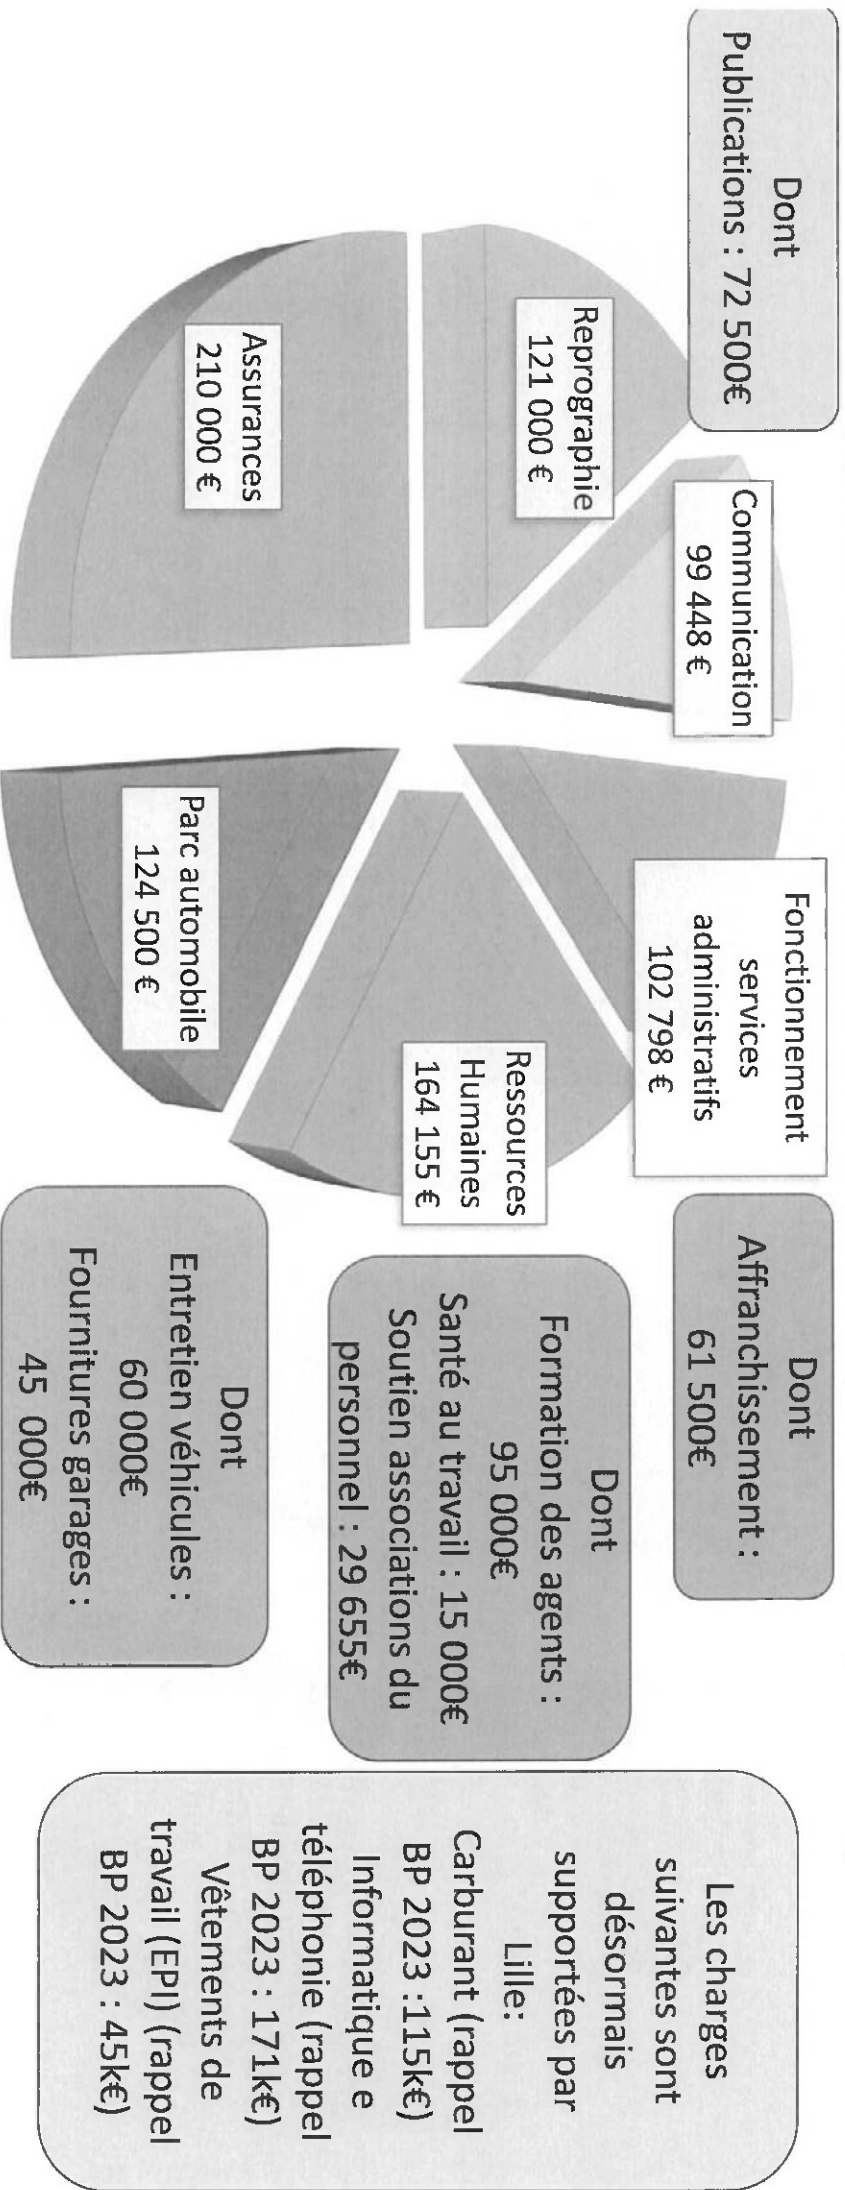 Dont
Publications : 72 500€
Communication
99 448 €
Reprographie
121 000 €
Assurances
210 000 €
Fonctionnement
services
administratifs
102 798 €
Dont
Affranchissement :
61 500€
Ressources
Humaines
164 155 €
Dont
Formation des agents :
95 000€
Santé au travail : 15 000€
Soutien associations du
personnel : 29 655€
Parc automobile
124 500 €
Dont
Entretien véhicules :
60 000€
Fournitures garages :
45 000€
Les charges
suivantes sont
désormais
supportées par
Lille:
Carburant (rappel
BP 2023 :115k€)
Informatique e
téléphonie (rappel
BP 2023 : 171k€)
Vêtements de
travail (EPI) (rappel
BP 2023 : 45k€)